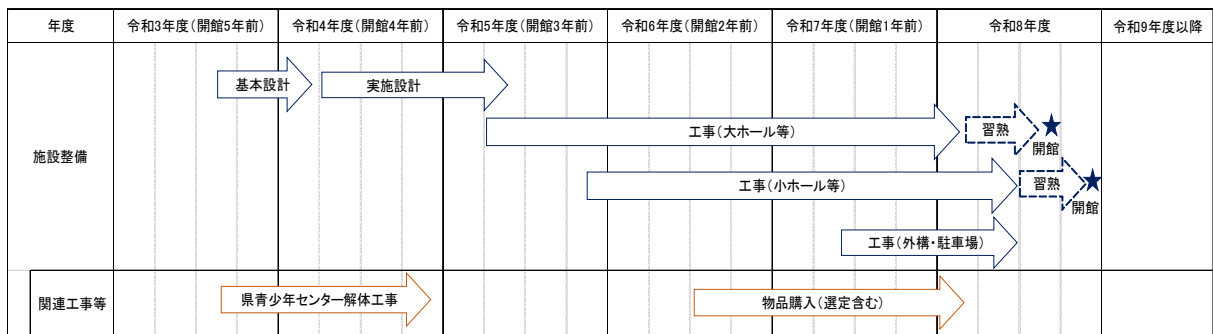 年度 令和3年度(開館5年前) 令和4年度(開館4年前) 令和5年度(開館3年前) 令和6年度(開館2年前) 令和7年度(開館1年前) 令和8年度 令和9年度以降
基本設計 実施設計
工事(大ホール等) 習熟 ★
開館
施設整備
工事(小ホール等) 習熟 ★
開館
工事(外構・駐車場)
関連工事等 県青少年センター解体工事 物品購入(選定含む)